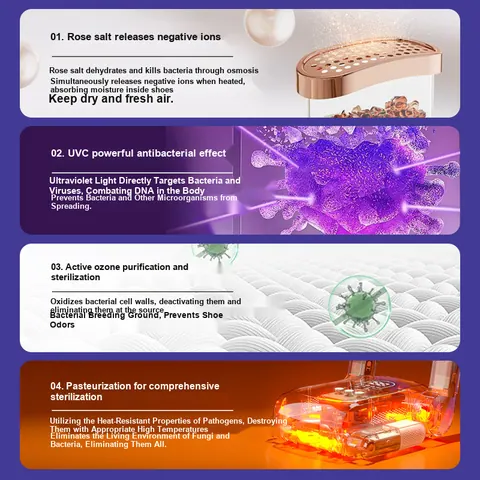 01. Rose salt releases negative ions
Rose salt dehydrates and kills bacteria through osmosis
Simultaneously releases negative ions when heated,
absorbing moisture inside shoes
Keep dry and fresh air.
02. UVC powerful antibacterial effect
Ultraviolet Light Directly Targets Bacteria and
Viruses, Combating DNA in the Body
Prevents Bacteria and Other Microorganisms from
Spreading.
03. Active ozone purification and
sterilization
Oxidizes bacterial cell walls, deactivating them and
eliminating them at the source.
Bacterial Breeding Ground, Prevents Shoe
Odors
04. Pasteurization for comprehensive
sterilization
Utilizing the Heat-Resistant Properties of Pathogens, Destroying
Them with Appropriate High Temperatures
Eliminates the Living Environment of Fungi and
Bacteria, Eliminating Them All.